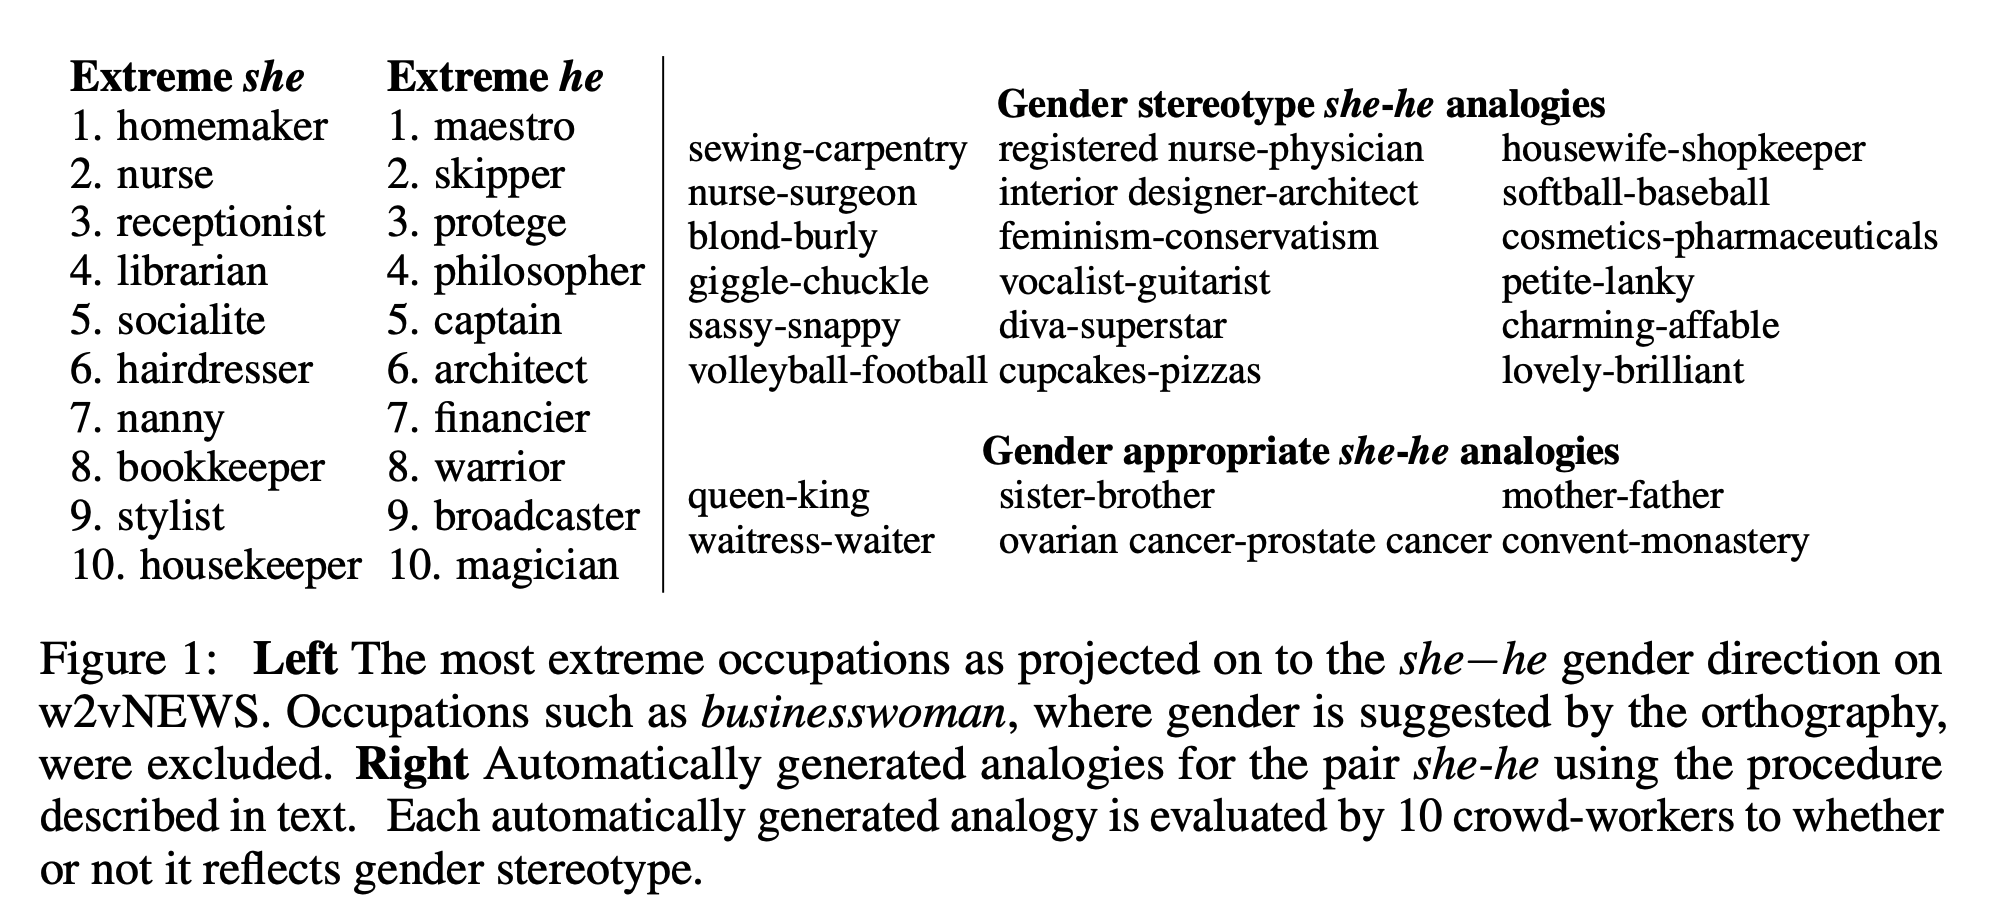 Extreme she
1. homemaker
2. nurse
3. receptionist
4. librarian
5. socialite
6. hairdresser
7. nanny
8. bookkeeper
9. stylist
10. housekeeper
Extreme he
1. maestro
2. skipper
3. protege
4. philosopher
5. captain
6. architect
7. financier
8. warrior
9. broadcaster
10. magician
Gender stereotype she-he analogies
sewing-carpentry registered nurse-physician housewife-shopkeeper
nurse-surgeon interior designer-architect softball-baseball
blond-burly feminism-conservatism cosmetics-pharmaceuticals
giggle-chuckle vocalist-guitarist petite-lanky
sassy-snappy diva-superstar charming-affable
volleyball-football cupcakes-pizzas lovely-brilliant
Gender appropriate she-he analogies
queen-king sister-brother mother-father
waitress-waiter ovarian cancer-prostate cancer convent-monastery
Figure 1: Left The most extreme occupations as projected on to the she−he gender direction on
w2vNEWS. Occupations such as businesswoman, where gender is suggested by the orthography,
were excluded. Right Automatically generated analogies for the pair she-he using the procedure
described in text. Each automatically generated analogy is evaluated by 10 crowd-workers to whether
or not it reflects gender stereotype.